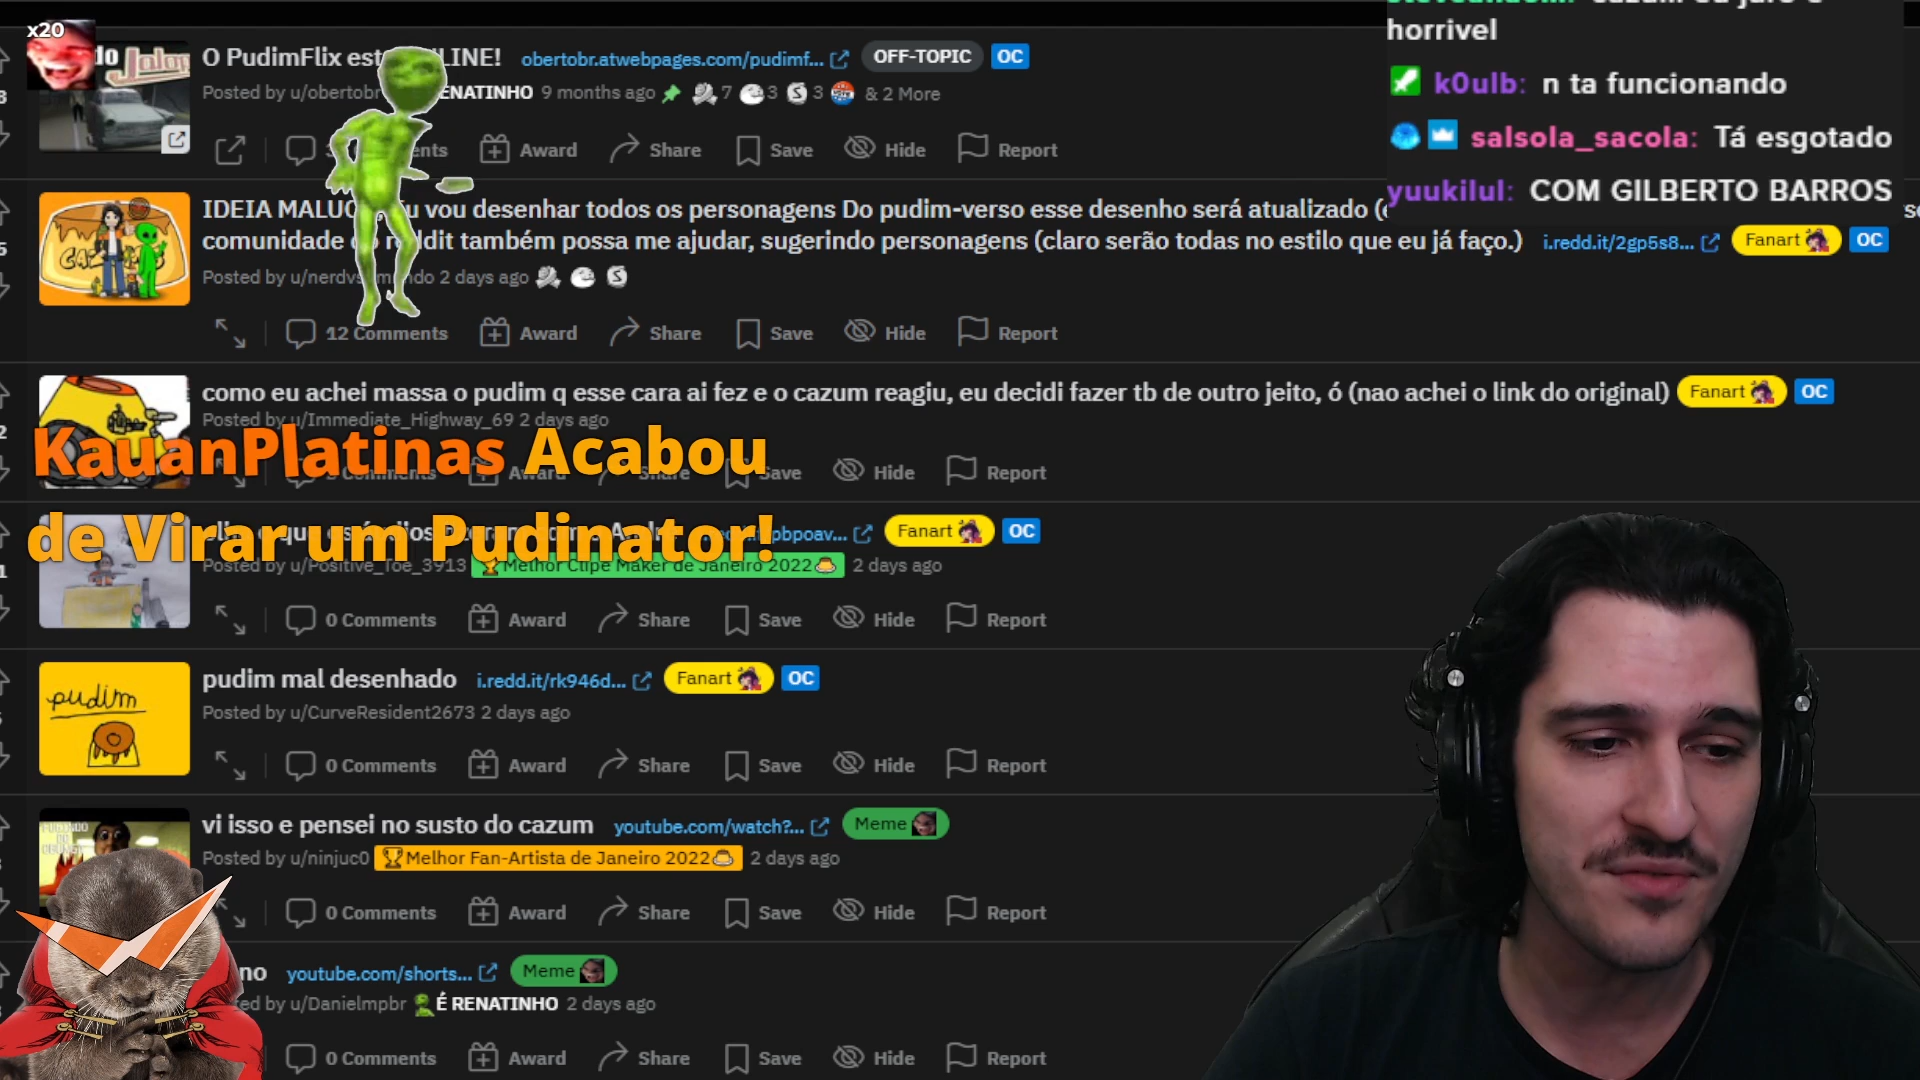 x20
O PudimFlix est LINE! obertobr.atwebpages.com/pudimf... OFF-TOPIC OC
Posted by u/obertobr ENATINHO 9 months ago 7 3 3 & 2 More
Award Share Save Hide Report
horrivel
k0ulb: n ta funcionando
salsola_sacola: Tá esgotado
yuukilul: COM GILBERTO BARROS
IDEIA MALUC vou desenhar todos os personagens Do pudim-verso esse desenho será atualizado
comunidade reddit também possa me ajudar, sugerindo personagens (claro serão todas no estilo que eu já faço.) i.redd.it/2gp5s8... Fanart OC
Posted by 2 days ago
12 Comments Award Share Save Hide Report
como eu achei massa o pudim q esse cara ai fez e o cazum reagiu, eu decidi fazer tb de outro jeito, ó (nao achei o link do original) Fanart OC
Posted by u/Immediate_Highway_69 2 days ago
Comments Award Share Save Hide Report
KauanPlatinas Acabou
de Virar um Pudinator!
pbpoav... Fanart OC
Posted by u/Positive_Toe_3913 Melhor Clipe Maker de Janeiro 2022 2 days ago
0 Comments Award Share Save Hide Report
pudim
pudim mal desenhado i.redd.it/rk946d... Fanart OC
Posted by u/CurveResident2673 2 days ago
0 Comments Award Share Save Hide Report
vi isso e pensei no susto do cazum youtube.com/watch?... Meme
Posted by u/ninjuc0 Melhor Fan-Artista de Janeiro 2022 2 days ago
0 Comments Award Share Save Hide Report
no youtube.com/shorts... Meme
ted by u/Danielmpbr É RENATINHO 2 days ago
0 Comments Award Share Save Hide Report